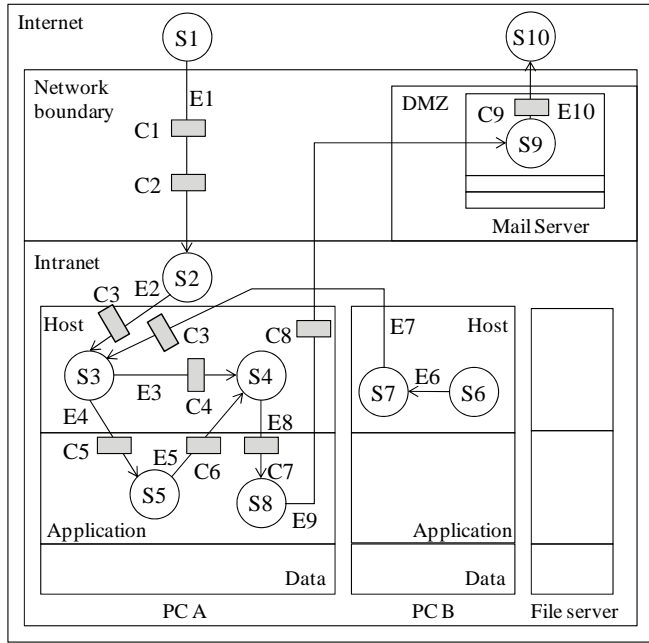 Internet
S1
S10
Network
boundary
E1
DMZ
C1
C9
E10
S9
C2
Mail Server
Intranet
S2
C3
E2
Host
C3
C8
E7
Host
S3
E3
C4
S4
S7
E6
S6
E4
E8
C5
E5
C6
C7
S5
S8
E9
Application
Application
Data
Data
PC A
PC B
File server